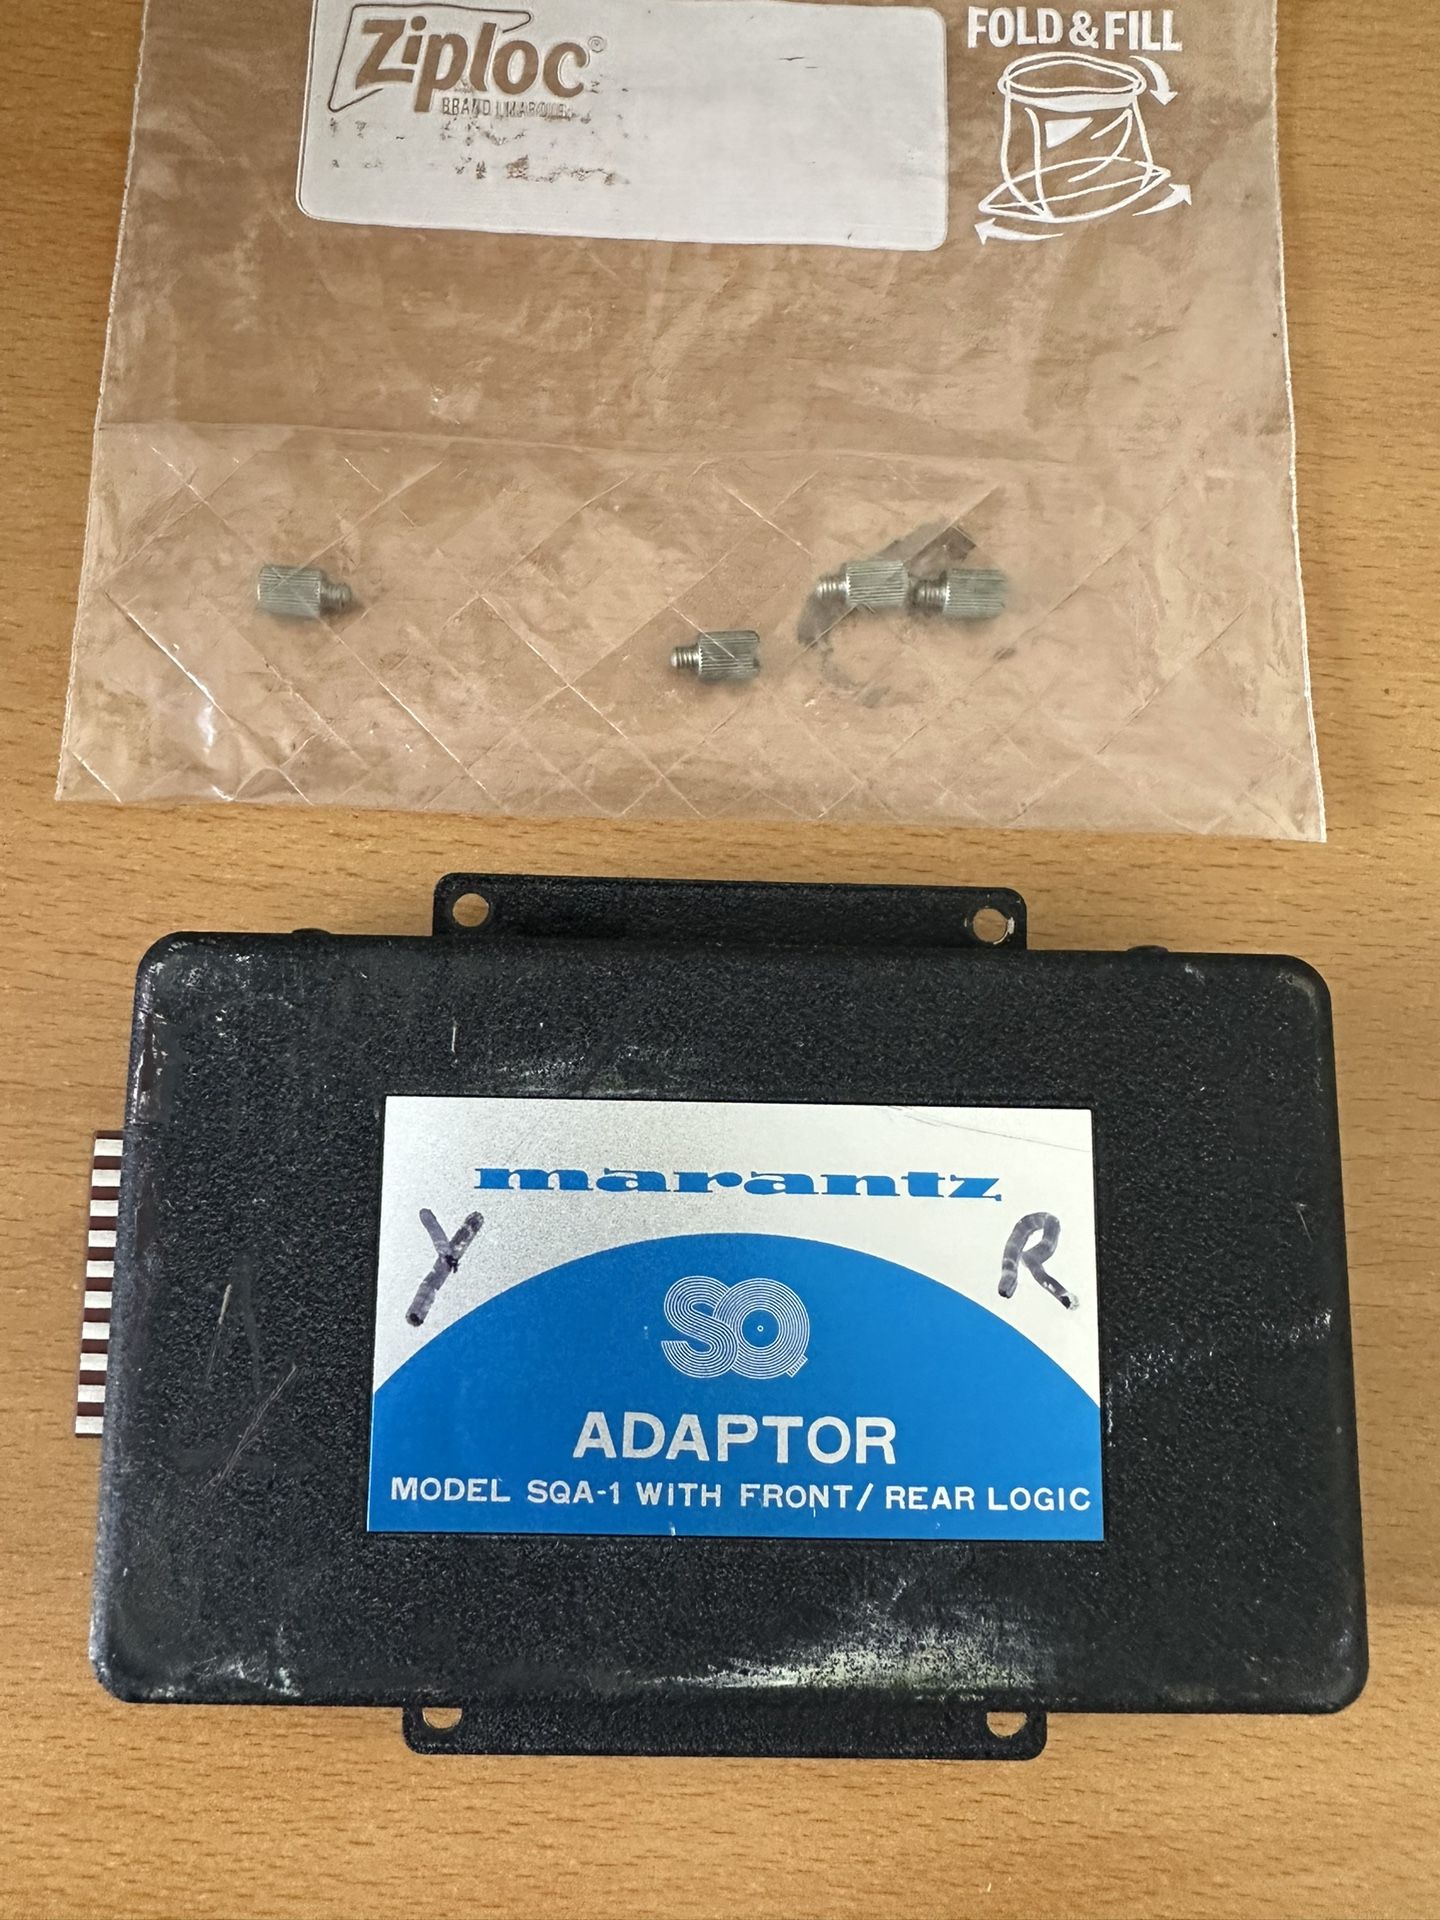 Ziploc®
FOLD & FILL
marantz
Y R
SQ
ADAPTOR
MODEL SQA-1 WITH FRONT/REAR LOGIC